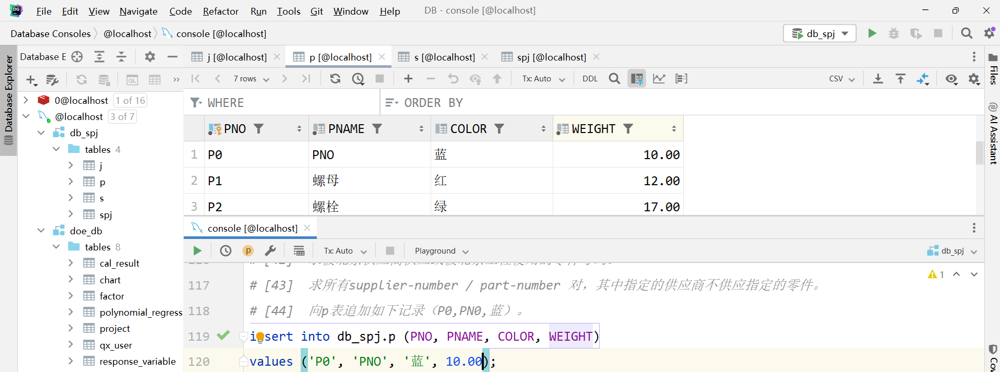 File Edit View Navigate Code Refactor Run Tools Git Window Help DB - console [@localhost]
Database Consoles @localhost console [@localhost] db_spj
Database E
j [@localhost] p [@localhost] s [@localhost] spj [@localhost]
7 rows Tx: Auto DDL CSV
WHERE ORDER BY
PNO PNAME COLOR WEIGHT
1 P0 PNO 蓝 10.00
2 P1 螺母 红 12.00
3 P2 螺栓 绿 17.00
Database Explorer
0@localhost 1 of 16
@localhost 3 of 7
db_spj
tables 4
j
p
s
spj
doe_db
tables 8
cal_result
chart
factor
polynomial_regress
project
qx_user
response_variable
console [@localhost]
Tx: Auto Playground db_spj
1
117 # [43] 求所有supplier-number / part-number 对，其中指定的供应商不供应指定的零件。
118 # [44] 向p表追加如下记录（P0,PN0,蓝）。
119 insert into db_spj.p (PNO, PNAME, COLOR, WEIGHT)
120 values ('P0', 'PNO', '蓝', 10.00);
Files
AI Assistant